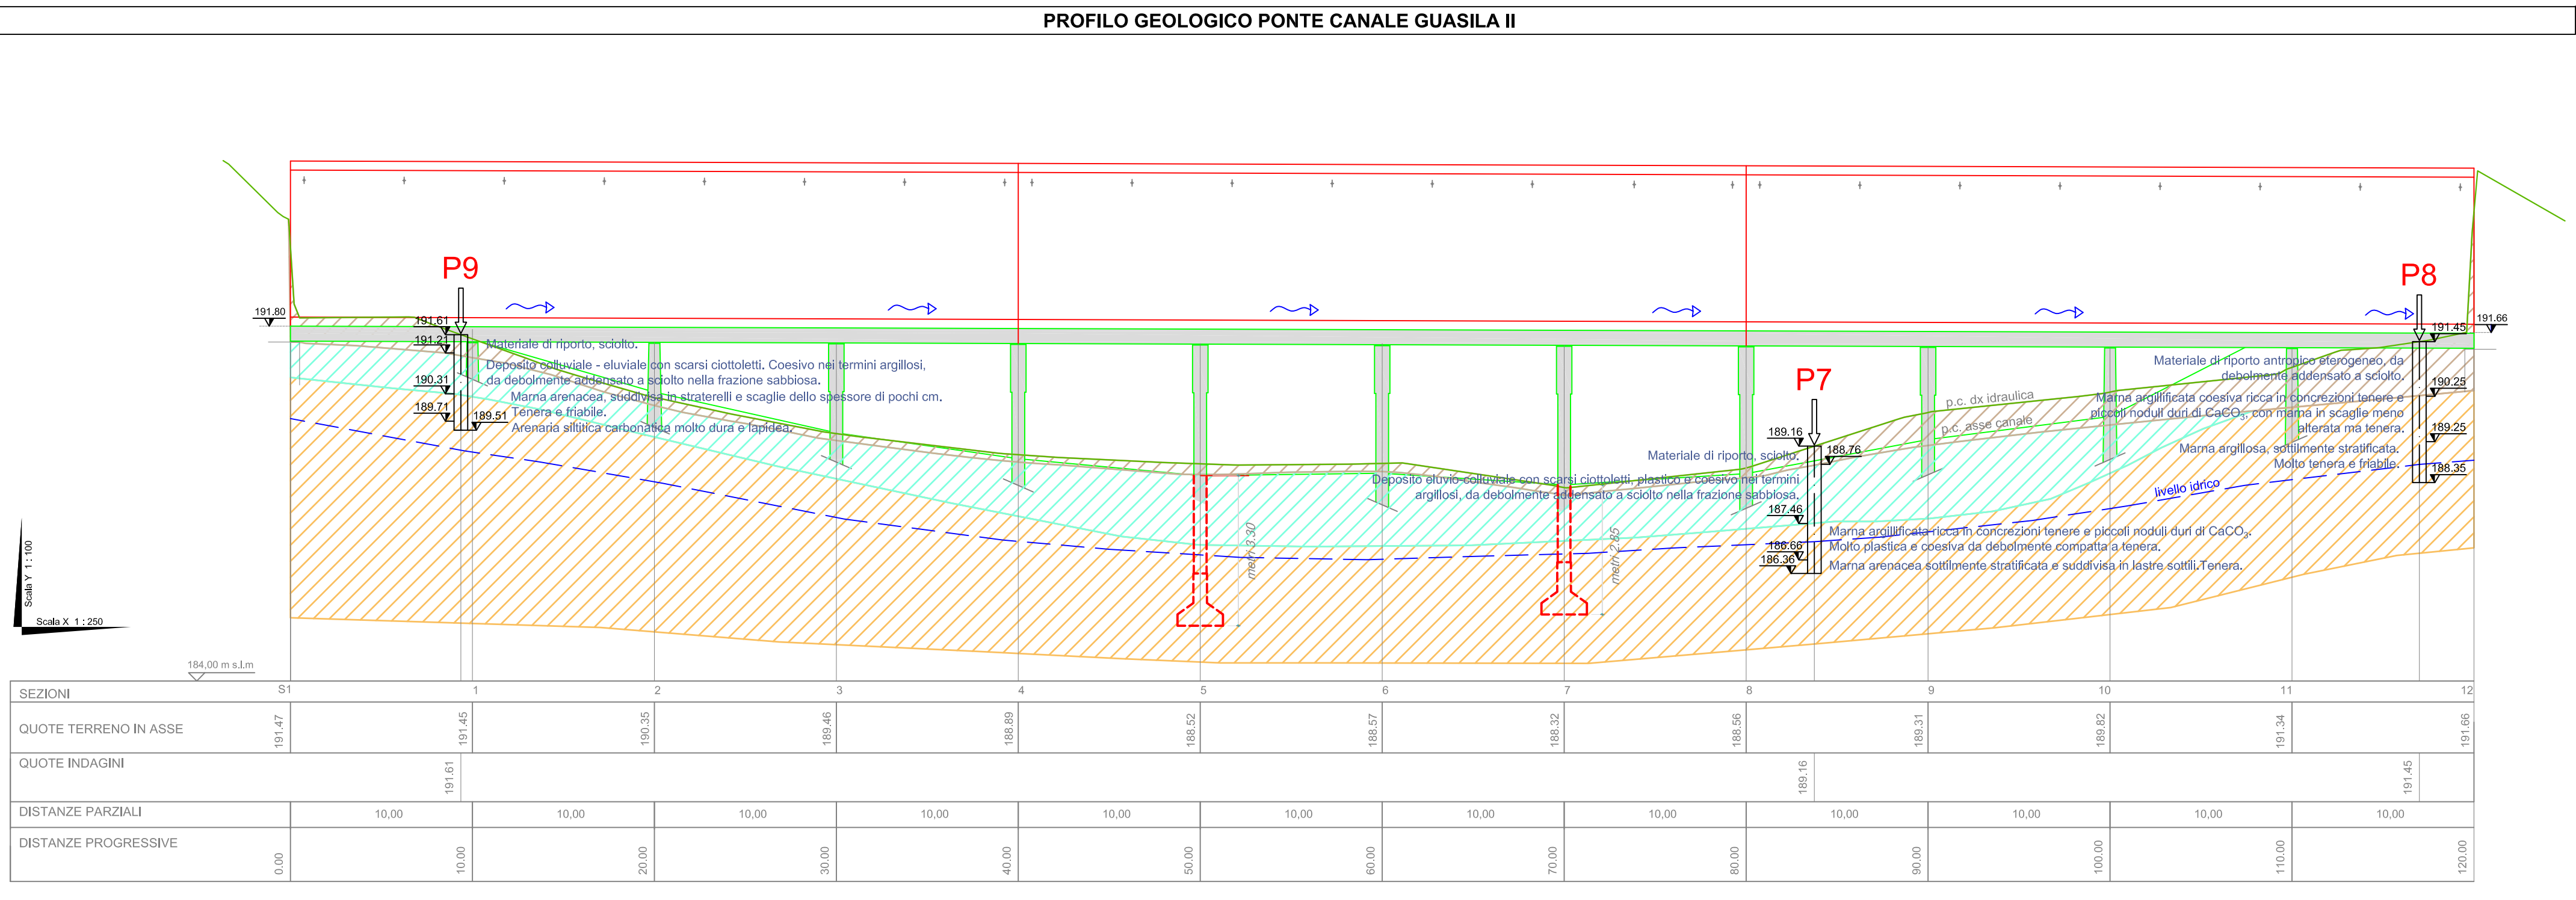 PROFILO GEOLOGICO PONTE CANALE GUASILA II
P9
P8
P7
191.80
191.61
191.21
190.31
189.71
189.51
Materiale di riporto, sciolto.
Deposito colluviale - eluviale con scarsi ciottoletti. Coesivo nei termini argillosi,
da debolmente addensato a sciolto nella frazione sabbiosa.
Marna arenacea, suddivisa in straterelli e scaglie dello spessore di pochi cm.
Tenera e friabile.
Arenaria siltitica carbonatica molto dura e lapidea.
191.66
191.45
190.25
189.25
188.35
Materiale di riporto antropico eterogeneo, da
debolmente addensato a sciolto.
Marna argillificata coesiva ricca in concrezioni tenere e
piccoli noduli duri di CaCO3, con marna in scaglie meno
alterata ma tenera.
Marna argillosa, sottilmente stratificata.
Molto tenera e friabile.
p.c. dx idraulica
p.c. asse canale
livello idrico
189.16
188.76
187.46
186.66
186.36
Materiale di riporto, sciolto.
Deposito eluvio-colluviale con scarsi ciottoletti, plastico e coesivo nei termini
argillosi, da debolmente addensato a sciolto nella frazione sabbiosa.
Marna argillificata ricca in concrezioni tenere e piccoli noduli duri di CaCO3.
Molto plastica e coesiva da debolmente compatta a tenera.
Marna arenacea sottilmente stratificata e suddivisa in lastre sottili.Tenera.
metri 3.30
metri 2.85
Scala Y 1 : 100
Scala X 1 : 250
184,00 m s.l.m
SEZIONI S1 1 2 3 4 5 6 7 8 9 10 11 12
QUOTE TERRENO IN ASSE 191.47 191.45 190.35 189.46 188.89 188.52 188.57 188.32 188.56 189.31 189.82 191.34 191.66
QUOTE INDAGINI 191.61 189.16 191.45
DISTANZE PARZIALI 10,00 10,00 10,00 10,00 10,00 10,00 10,00 10,00 10,00 10,00 10,00 10,00
DISTANZE PROGRESSIVE 0.00 10.00 20.00 30.00 40.00 50.00 60.00 70.00 80.00 90.00 100.00 110.00 120.00